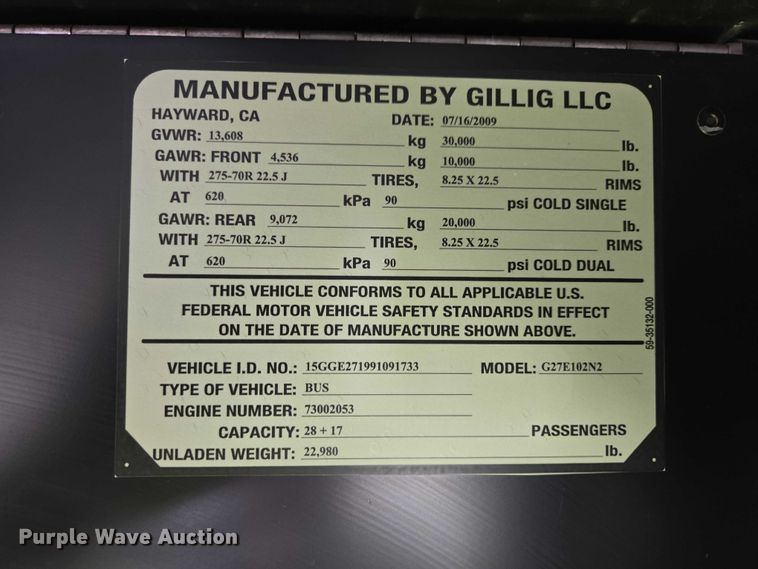 MANUFACTURED BY GILLIG LLC
HAYWARD, CA DATE: 07/16/2009
GVWR: 13,608 kg 30,000 lb.
GAWR: FRONT 4,536 kg 10,000 lb.
WITH 275-70R 22.5 J TIRES, 8.25 X 22.5 RIMS
AT 620 kPa 90 psi COLD SINGLE
GAWR: REAR 9,072 kg 20,000 lb.
WITH 275-70R 22.5 J TIRES, 8.25 X 22.5 RIMS
AT 620 kPa 90 psi COLD DUAL
THIS VEHICLE CONFORMS TO ALL APPLICABLE U.S.
FEDERAL MOTOR VEHICLE SAFETY STANDARDS IN EFFECT
ON THE DATE OF MANUFACTURE SHOWN ABOVE.
59-35132-000
VEHICLE I.D. NO.: 15GGE271991091733 MODEL: G27E102N2
TYPE OF VEHICLE: BUS
ENGINE NUMBER: 73002053
CAPACITY: 28 + 17 PASSENGERS
UNLADEN WEIGHT: 22,980 lb.
Purple Wave Auction